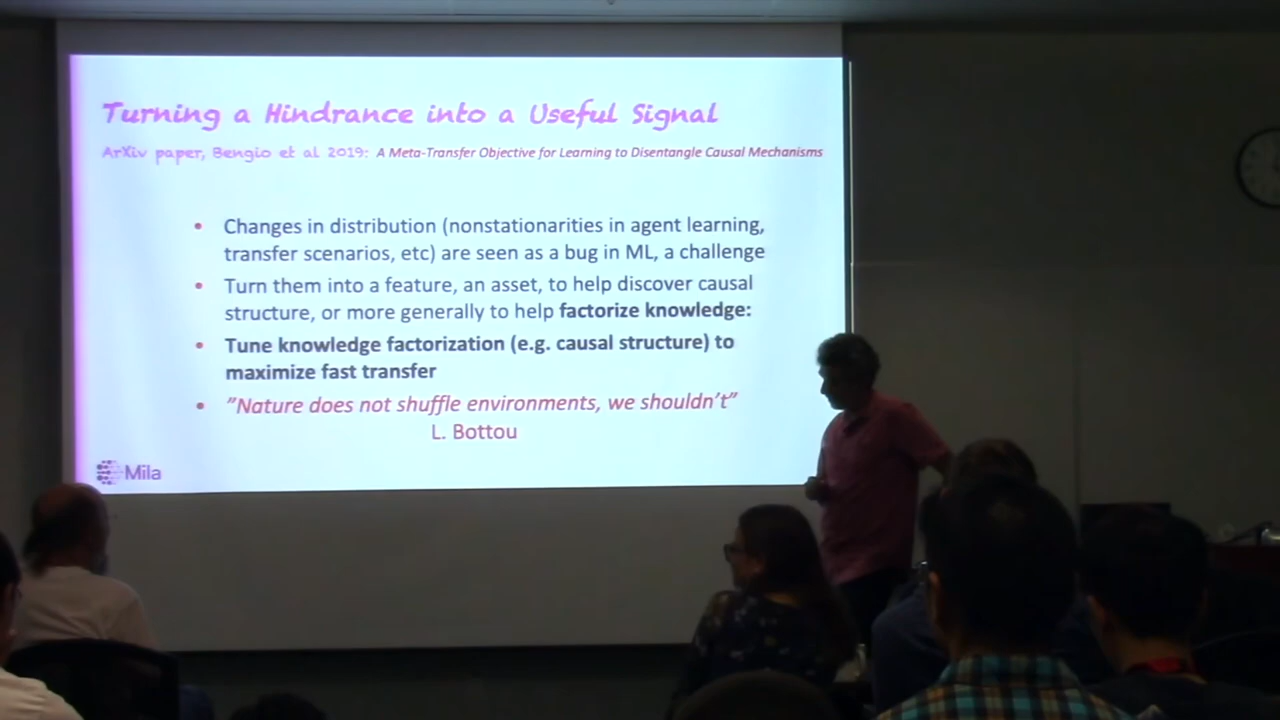 Turning a Hindrance into a Useful Signal
ArXiv paper, Bengio et al 2019: A Meta-Transfer Objective for Learning to Disentangle Causal Mechanisms
• Changes in distribution (nonstationarities in agent learning,
transfer scenarios, etc) are seen as a bug in ML, a challenge
• Turn them into a feature, an asset, to help discover causal
structure, or more generally to help factorize knowledge:
• Tune knowledge factorization (e.g. causal structure) to
maximize fast transfer
• ”Nature does not shuffle environments, we shouldn’t”
L. Bottou
Mila